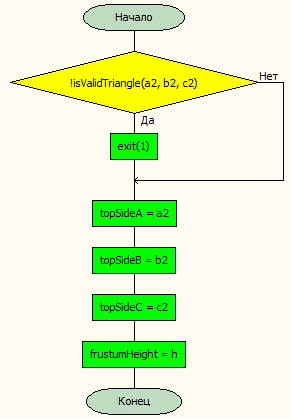 Начало
!isValidTriangle(a2, b2, c2)
Нет
Да
exit(1)
topSideA = a2
topSideB = b2
topSideC = c2
frustumHeight = h
Конец